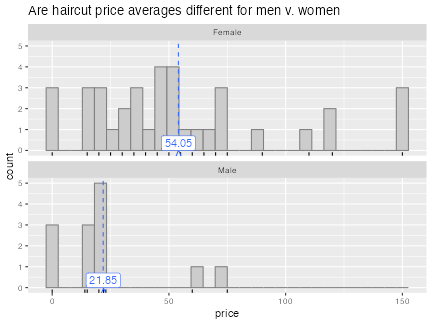 Are haircut price averages different for men v. women
Female
5
4
3
2
1
0
54.05
Male
5
4
3
2
1
0
21.85
0 50 100 150
count
price